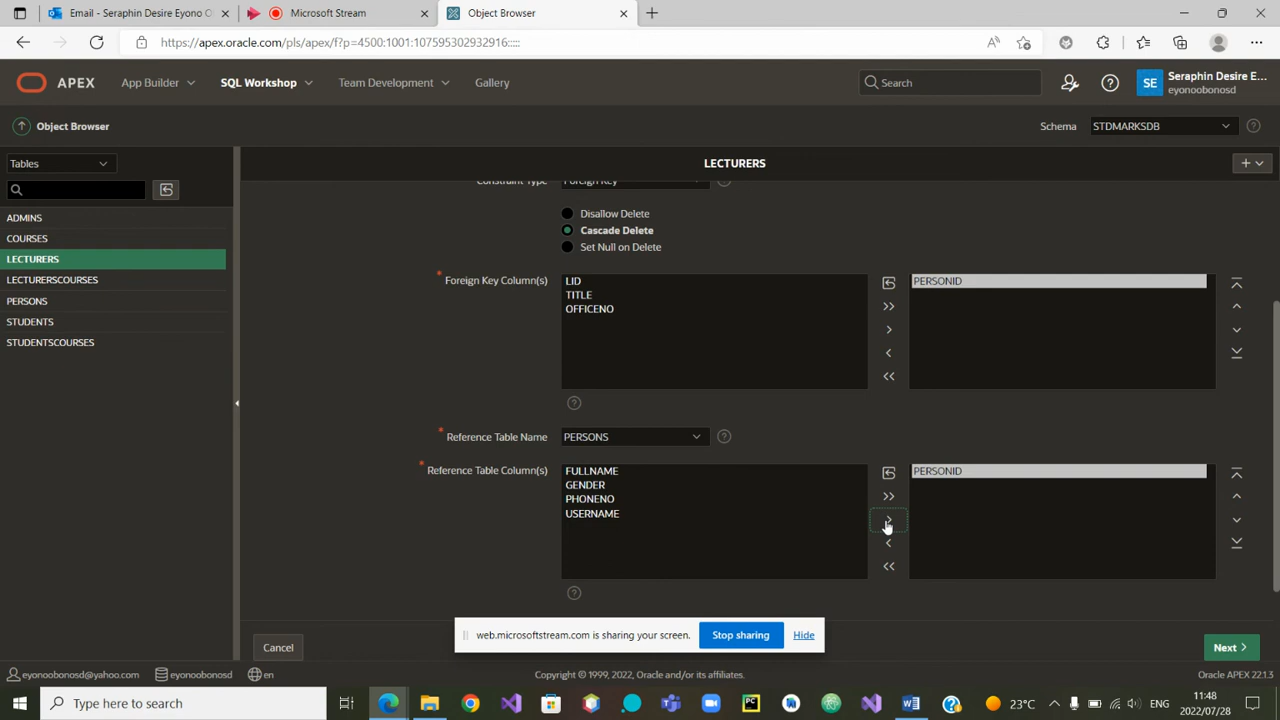 Email - Seraphin Desire Eyono O
Microsoft Stream
Object Browser
https://apex.oracle.com/pls/apex/f?p=4500:1001:107595302932916:::::
APEX
App Builder
SQL Workshop
Team Development
Gallery
Search
SE
Seraphin Desire E...
eyonoobonosd
Object Browser
Schema
STDMARKSDB
Tables
LECTURERS
ADMINS
COURSES
LECTURERS
LECTURERSCOURSES
PERSONS
STUDENTS
STUDENTSCOURSES
Constraint Type
Foreign Key
Disallow Delete
Cascade Delete
Set Null on Delete
* Foreign Key Column(s)
LID
TITLE
OFFICENO
PERSONID
* Reference Table Name
PERSONS
* Reference Table Column(s)
FULLNAME
GENDER
PHONENO
USERNAME
PERSONID
web.microsoftstream.com is sharing your screen.
Stop sharing
Hide
Cancel
Next
eyonoobonosd@yahoo.com
eyonoobonosd
en
Copyright © 1999, 2022, Oracle and/or its affiliates.
Oracle APEX 22.1.3
Type here to search
PC
23°C
ENG
11:48
2022/07/28